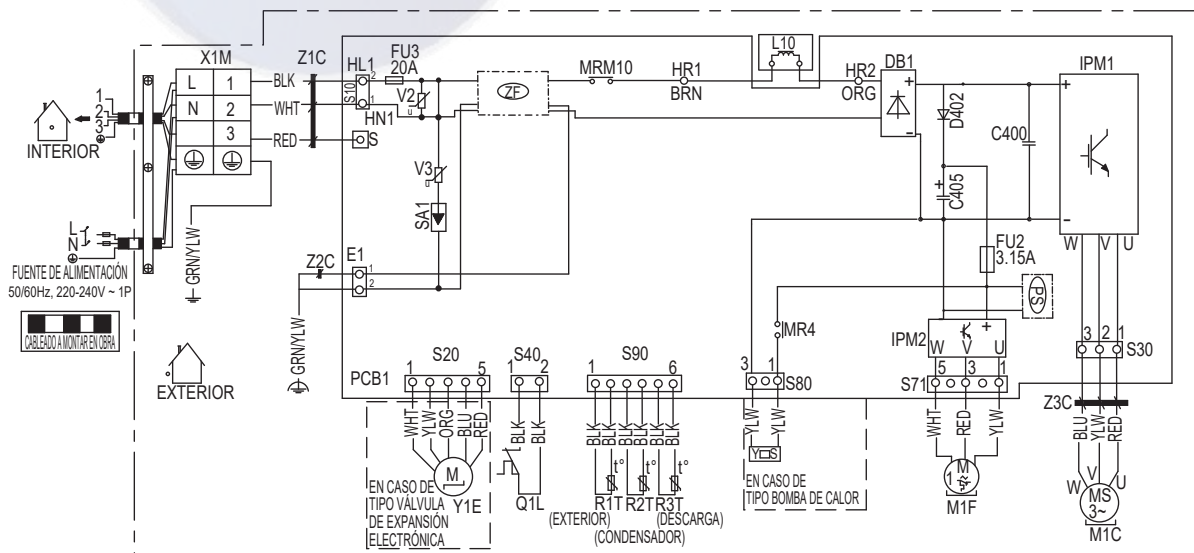 X1M
L 1
N 2
3
Z1C
BLK
WHT
RED
HL1
S10
2
1
HN1
S
FU3
20A
V2
u
ZF
MRM10
HR1
BRN
L10
HR2
ORG
DB1
+
-
D402
+
C405
C400
IPM1
+
-
W V U
1
2
3
INTERIOR
L
N
FUENTE DE ALIMENTACIÓN
50/60Hz, 220-240V ~ 1P
CABLEADO A MONTAR EN OBRA
GRN/YLW
EXTERIOR
V3
u
SA1
Z2C
E1
1
2
GRN/YLW
FU2
3.15A
PS
MR4
IPM2
- +
W V U
3 2 1
S30
PCB1
S20
1 5
S40
1 2
S90
1 6
3 1
S80
S71
5 3 1
Z3C
WHT
YLW
ORG
BLU
RED
M
Y1E
EN CASO DE
TIPO VÁLVULA
DE EXPANSIÓN
ELECTRÓNICA
BLK
BLK
Q1L
BLK
BLK
BLK
BLK
BLK
BLK
t° t° t°
R1T R2T R3T
(EXTERIOR) (DESCARGA)
(CONDENSADOR)
YLW
YLW
Y S
EN CASO DE
TIPO BOMBA DE CALOR
WHT
RED
YLW
M
1
M1F
BLU
YLW
RED
W V U
MS
3~
M1C